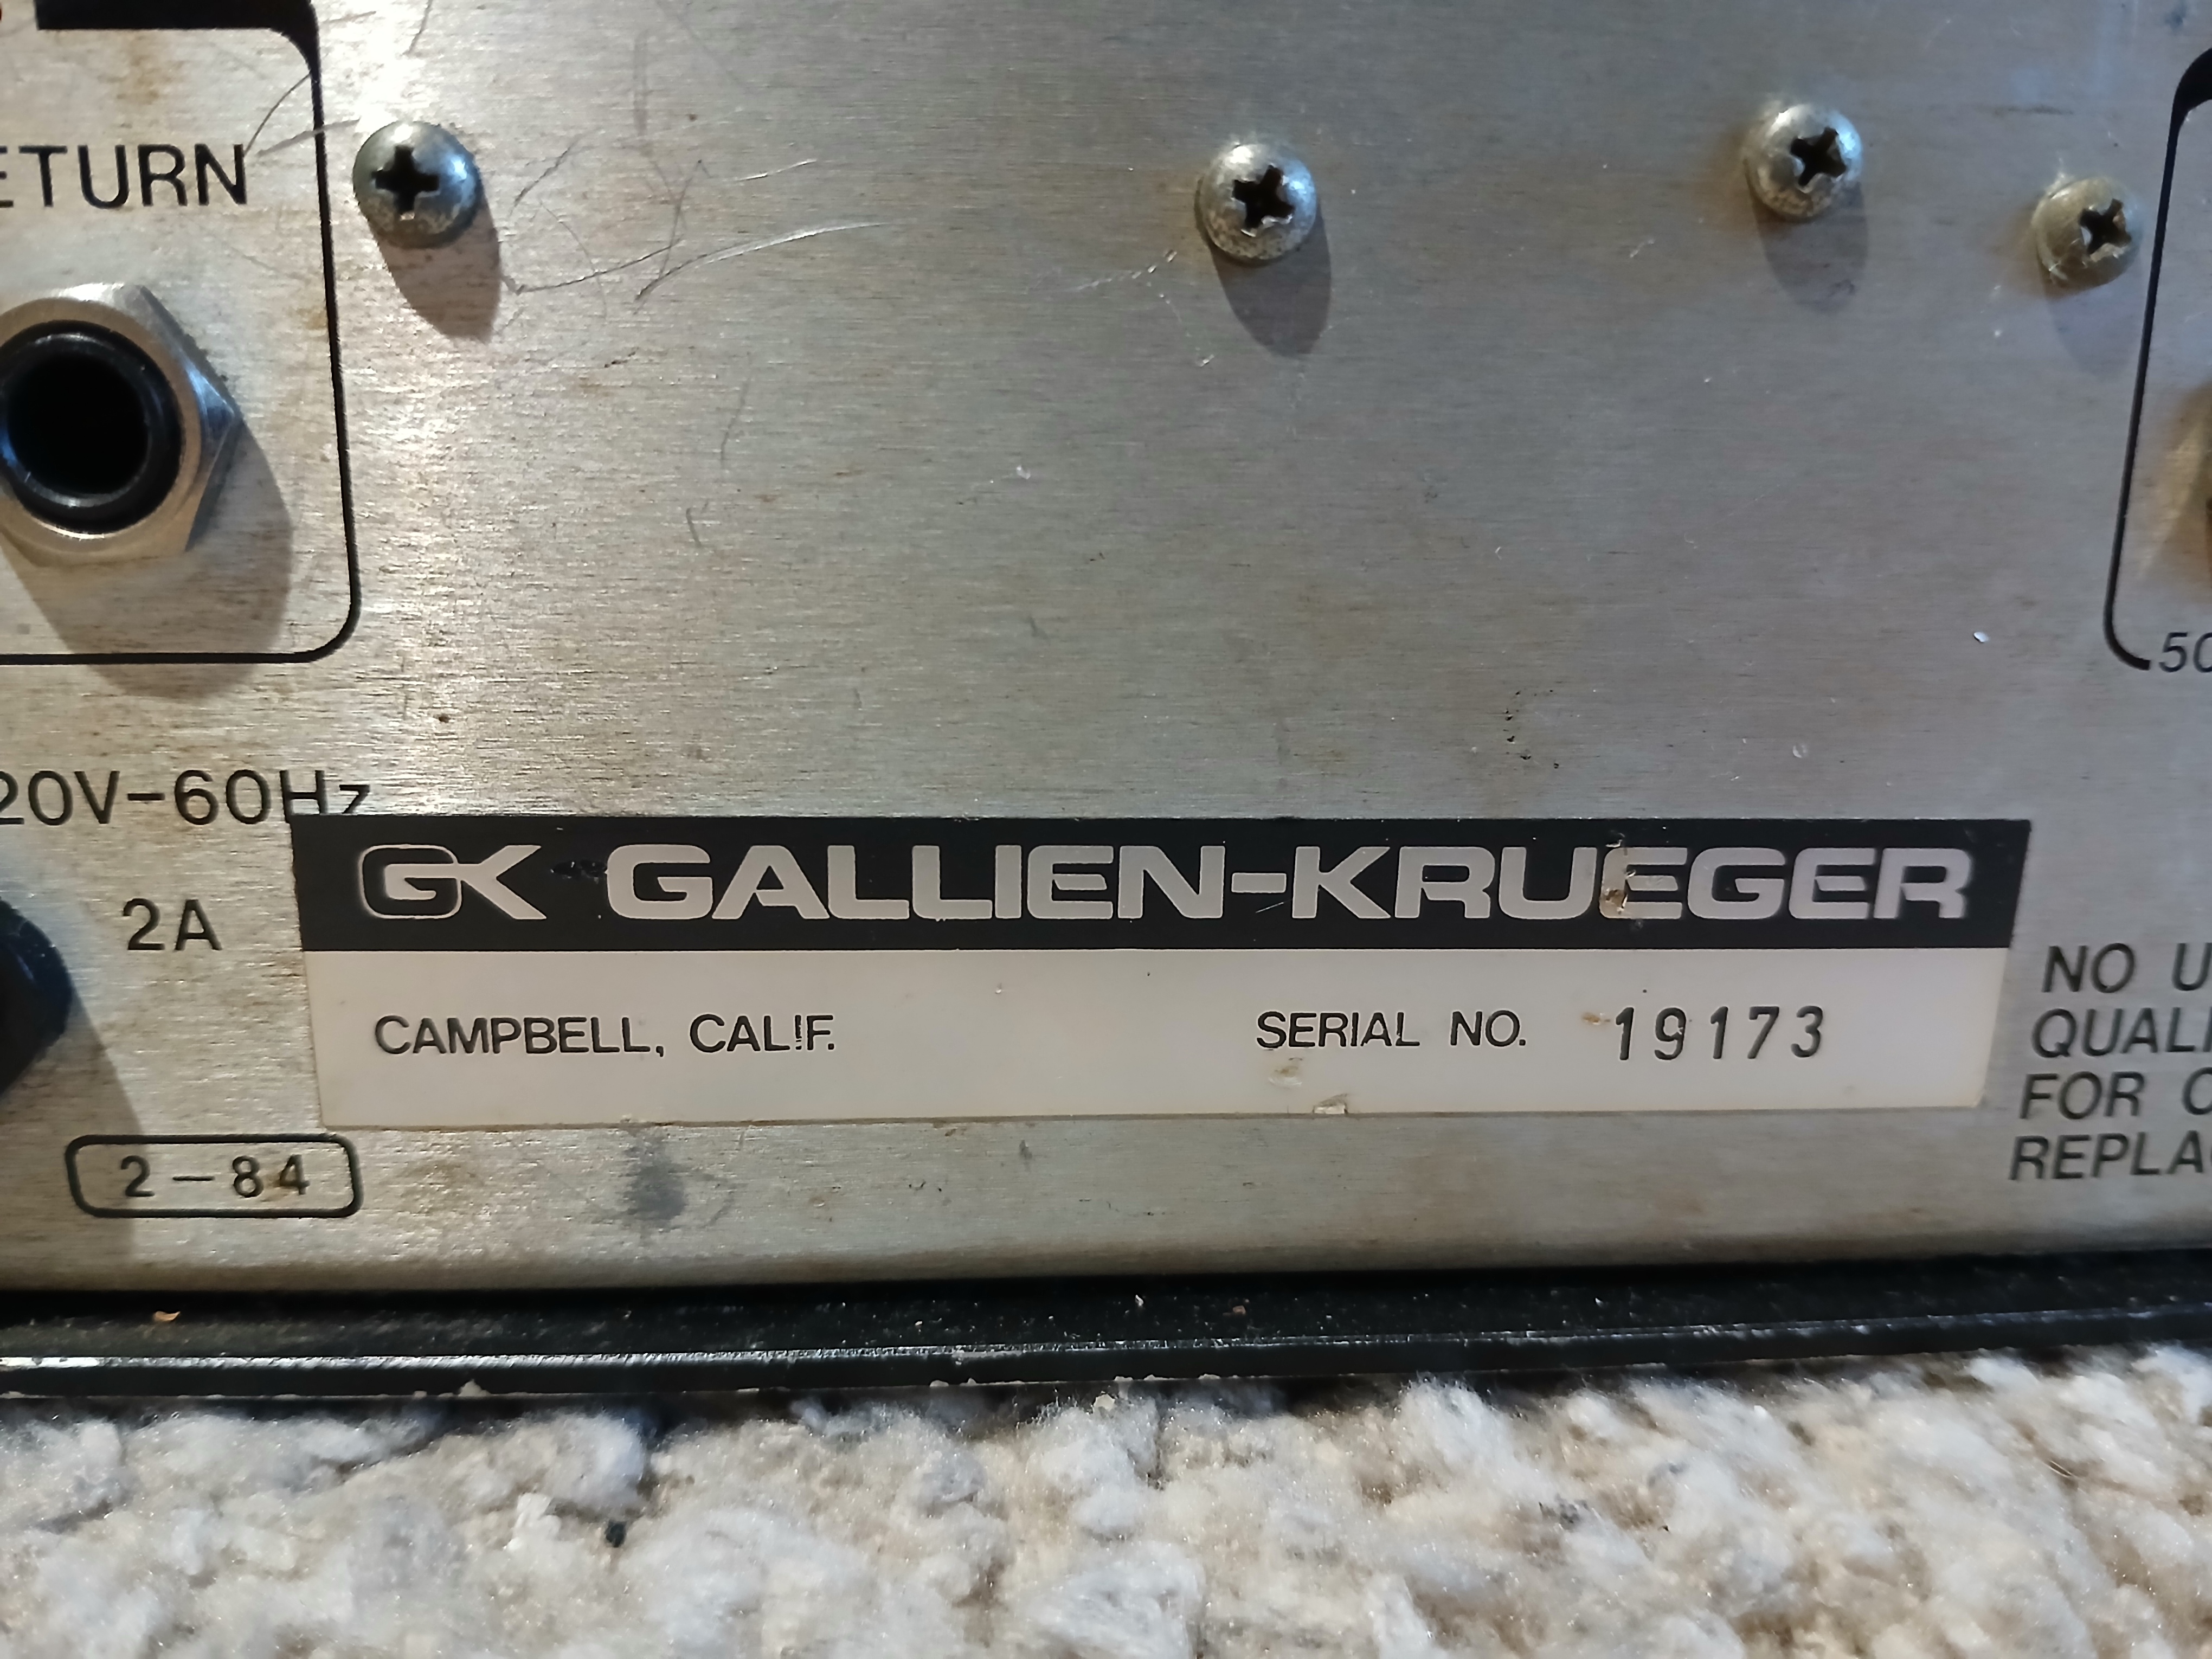 ETURN
50
20V-60Hz
2A
GK GALLIEN-KRUEGER
CAMPBELL, CALIF. SERIAL NO. 19173
2-84
NO U
QUALI
FOR C
REPLA